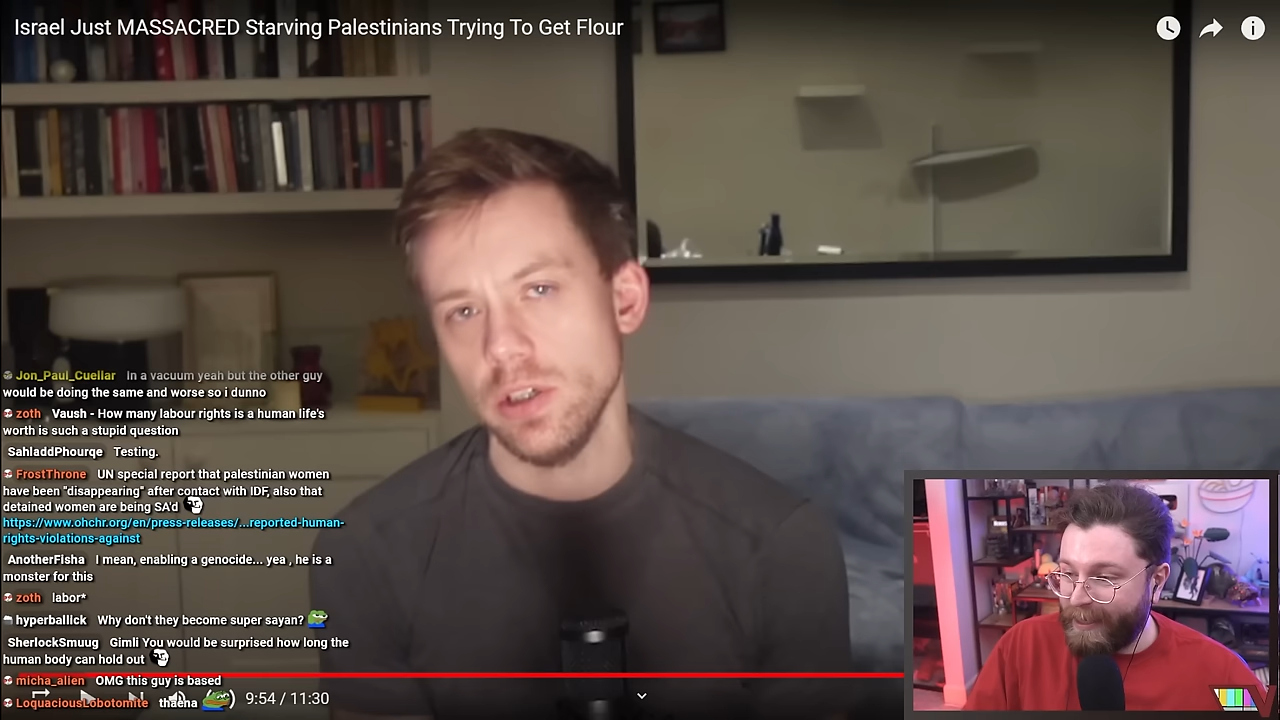 Israel Just MASSACRED Starving Palestinians Trying To Get Flour
Jon_Paul_Cuellar In a vacuum yeah but the other guy
would be doing the same and worse so i dunno
zoth Vaush - How many labour rights is a human life's
worth is such a stupid question
SahladdPhourqe Testing.
FrostThrone UN special report that palestinian women
have been "disappearing" after contact with IDF, also that
detained women are being SA'd
https://www.ohchr.org/en/press-releases/...reported-human-
rights-violations-against
AnotherFisha I mean, enabling a genocide... yea , he is a
monster for this
zoth labor*
hyperballick Why don't they become super sayan?
SherlockSmuug Gimli You would be surprised how long the
human body can hold out
micha_alien OMG this guy is based
LoquaciousLobotomite thaena
9:54 / 11:30